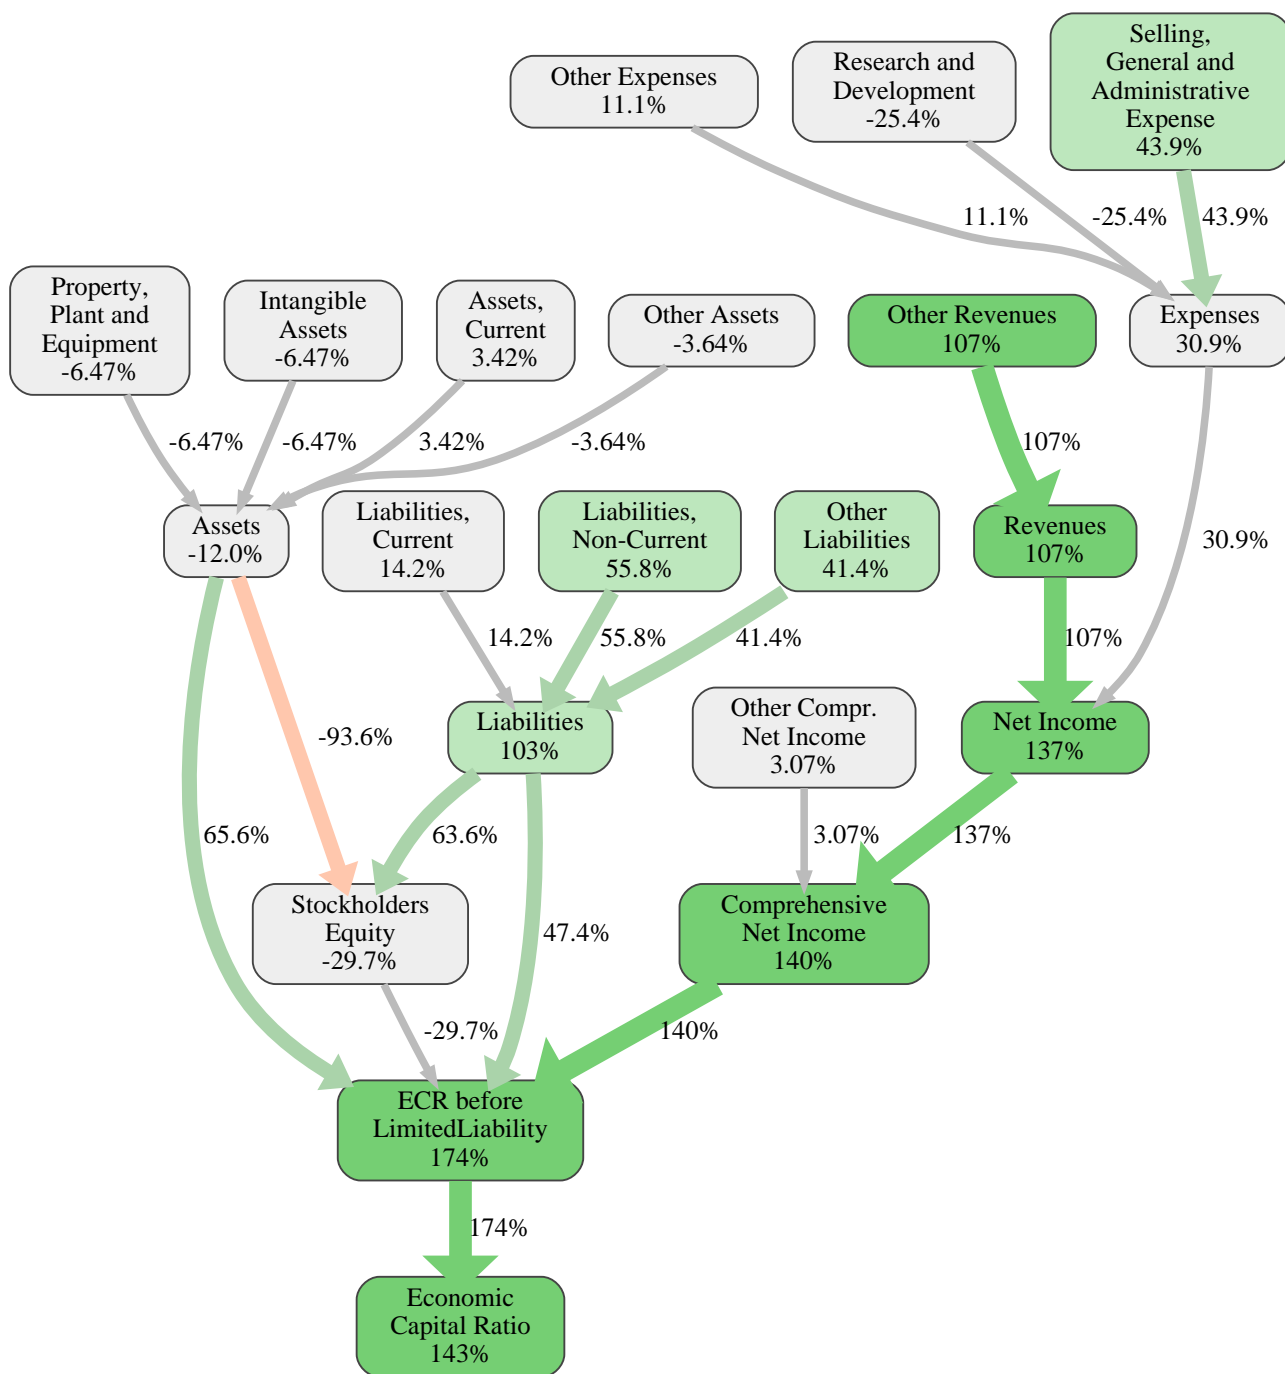 Selling,
General and
Administrative
Expense
43.9%
Research and
Development
-25.4%
Other Expenses
11.1%
11.1%
-25.4%
43.9%
Property,
Plant and
Equipment
-6.47%
Intangible
Assets
-6.47%
Assets,
Current
3.42%
Other Assets
-3.64%
Other Revenues
107%
Expenses
30.9%
-6.47%
-6.47%
3.42%
-3.64%
107%
Assets
-12.0%
Liabilities,
Current
14.2%
Liabilities,
Non-Current
55.8%
Other
Liabilities
41.4%
Revenues
107%
30.9%
14.2%
55.8%
41.4%
107%
Liabilities
103%
Other Compr.
Net Income
3.07%
Net Income
137%
-93.6%
65.6%
63.6%
3.07%
137%
Stockholders
Equity
-29.7%
47.4%
Comprehensive
Net Income
140%
-29.7%
140%
ECR before
LimitedLiability
174%
174%
Economic
Capital Ratio
143%